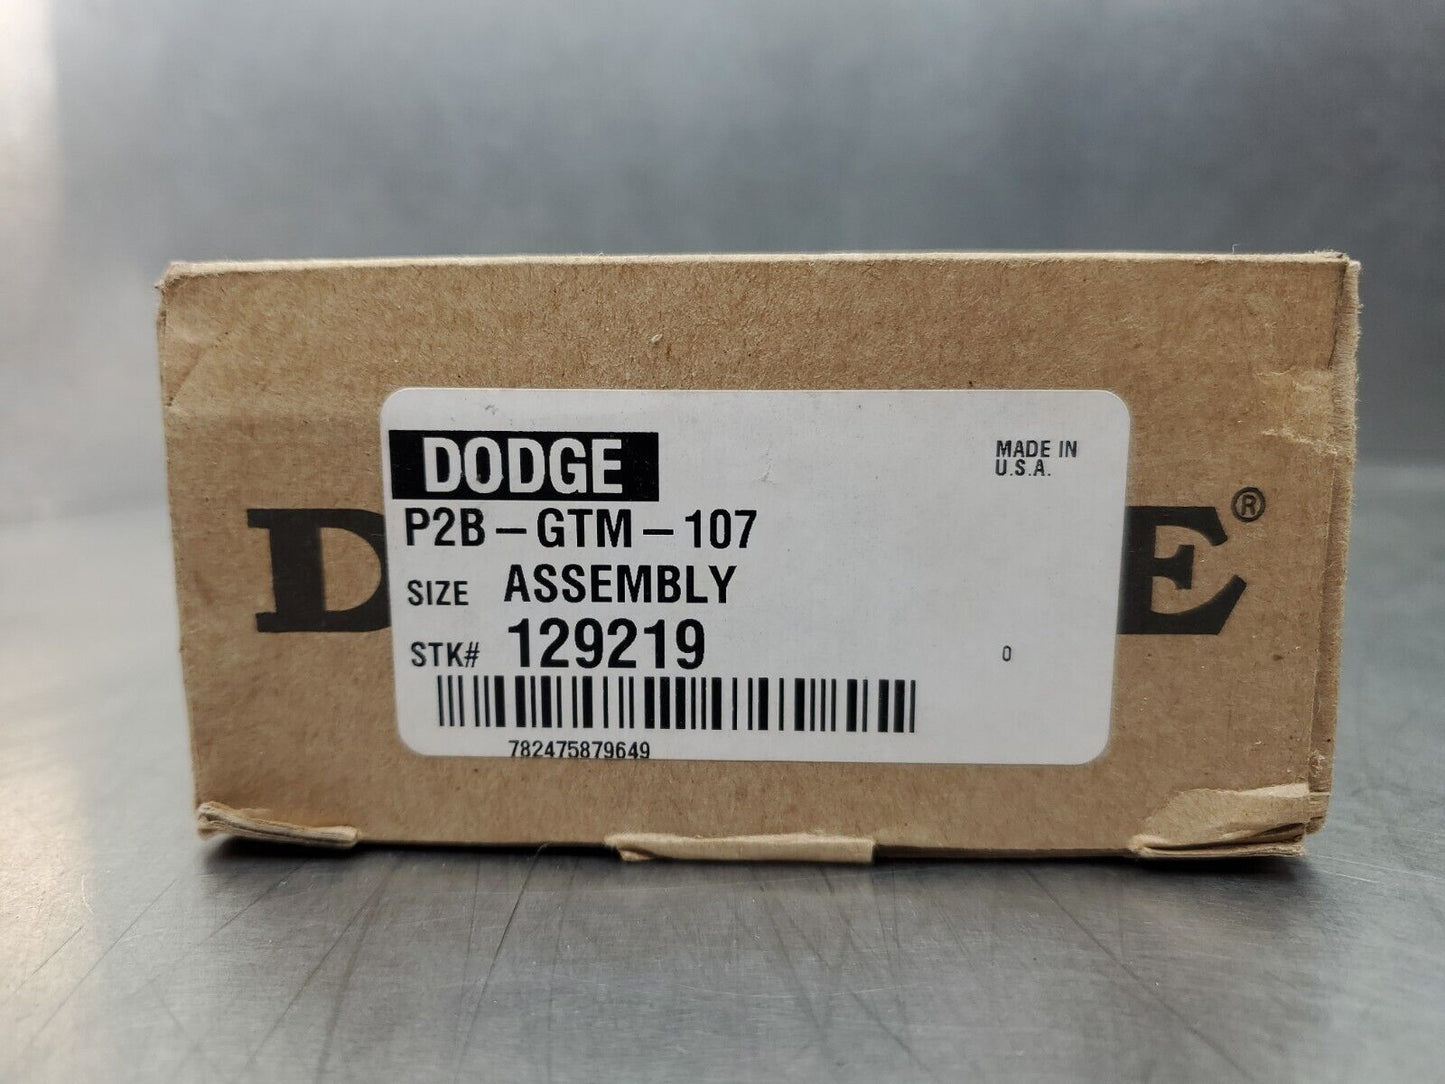 DODGE
MADE IN
U.S.A.
P2B-GTM-107
SIZE ASSEMBLY
STK# 129219
0
782475879649
D E®